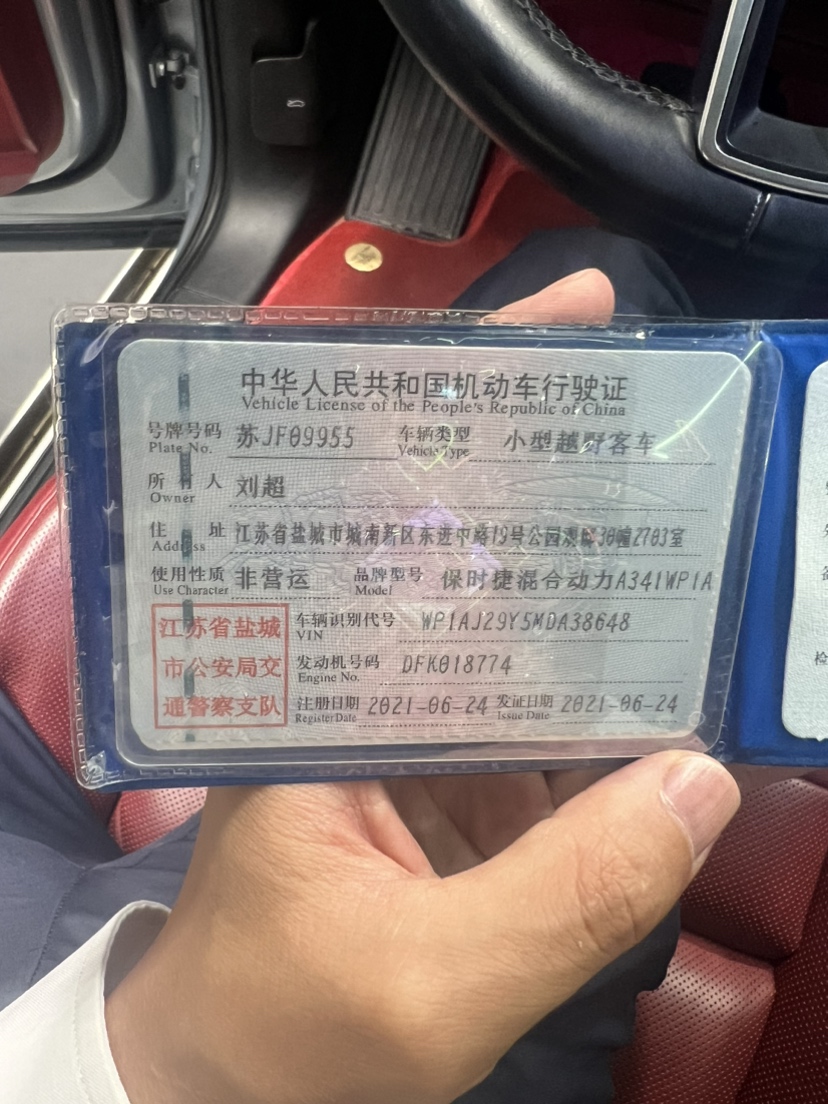 中华人民共和国机动车行驶证
Vehicle License of the People's Republic of China
号牌号码 苏JF09955 车辆类型 小型越野客车
Plate No. Vehicle Type
所有人 刘超
Owner
住址 江苏省盐城市城南新区东进中路19号公园观邸30幢2703室
Address
使用性质 非营运 品牌型号 保时捷混合动力A341WP1A
Use Character Model
江苏省盐城 车辆识别代号 WP1AJ29Y5MDA38648
VIN
市公安局交 发动机号码 DFK018774
Engine No.
通警察支队 注册日期 2021-06-24 发证日期 2021-06-24
Register Date Issue Date